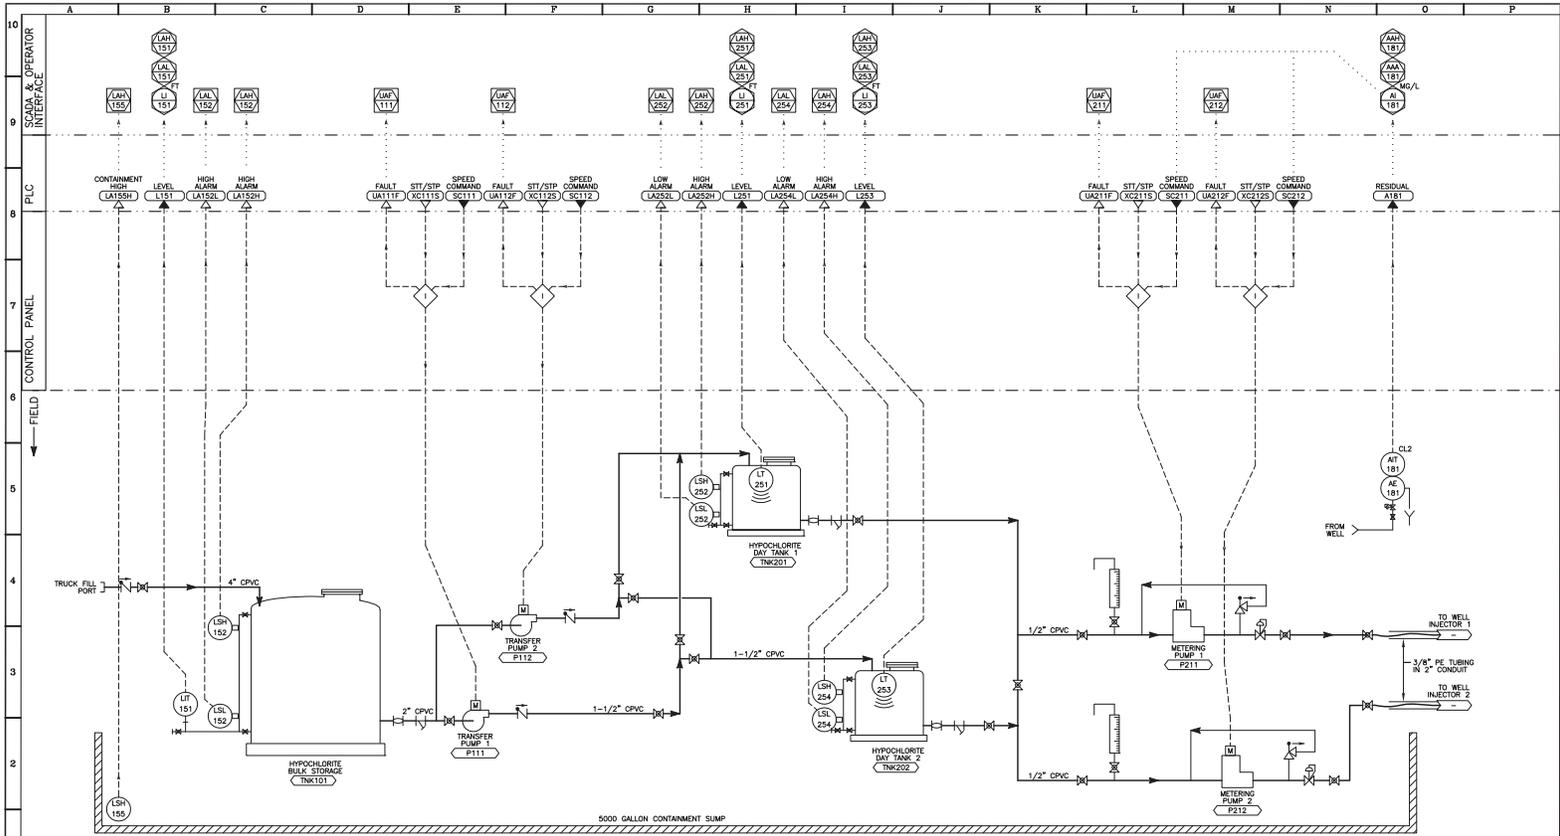 A B C D E F G H I J K L M N O P
10
9
8
7
6
5
4
3
2
SCADA & OPERATOR
INTERFACE
PLC
CONTROL PANEL
FIELD
LAH
155
LAH
151
LAL
151
FT
LI
151
LAL
152
LAH
152
UAF
111
UAF
112
LAL
252
LAH
252
LAH
251
LAL
251
FT
LI
251
LAL
254
LAH
254
LAH
253
LAL
253
FT
LI
253
UAF
211
UAF
212
AAH
181
AAA
181
MG/L
AI
181
CONTAINMENT
HIGH
LA155H
LEVEL
L151
HIGH
ALARM
LA152L
HIGH
ALARM
LA152H
FAULT
UA111F
STT/STP
XC111S
SPEED
COMMAND
SC111
FAULT
UA112F
STT/STP
XC112S
SPEED
COMMAND
SC112
LOW
ALARM
LA252L
HIGH
ALARM
LA252H
LEVEL
L251
LOW
ALARM
LA254L
HIGH
ALARM
LA254H
LEVEL
L253
FAULT
UA211F
STT/STP
XC211S
SPEED
COMMAND
SC211
FAULT
UA212F
STT/STP
XC212S
SPEED
COMMAND
SC212
RESIDUAL
A181
I
I
I
I
CL2
AIT
181
AE
181
FROM
WELL
LT
251
LSH
252
LSL
252
HYPOCHLORITE
DAY TANK 1
TNK201
TRUCK FILL
PORT
4" CPVC
LSH
152
LIT
151
LSL
152
HYPOCHLORITE
BULK STORAGE
TNK101
2" CPVC
M
TRANSFER
PUMP 2
P112
M
TRANSFER
PUMP 1
P111
1-1/2" CPVC
1-1/2" CPVC
LT
253
LSH
254
LSL
254
HYPOCHLORITE
DAY TANK 2
TNK202
1/2" CPVC
M
METERING
PUMP 1
P211
TO WELL
INJECTOR 1
3/8" PE TUBING
IN 2" CONDUIT
TO WELL
INJECTOR 2
1/2" CPVC
M
METERING
PUMP 2
P212
LSH
155
5000 GALLON CONTAINMENT SUMP